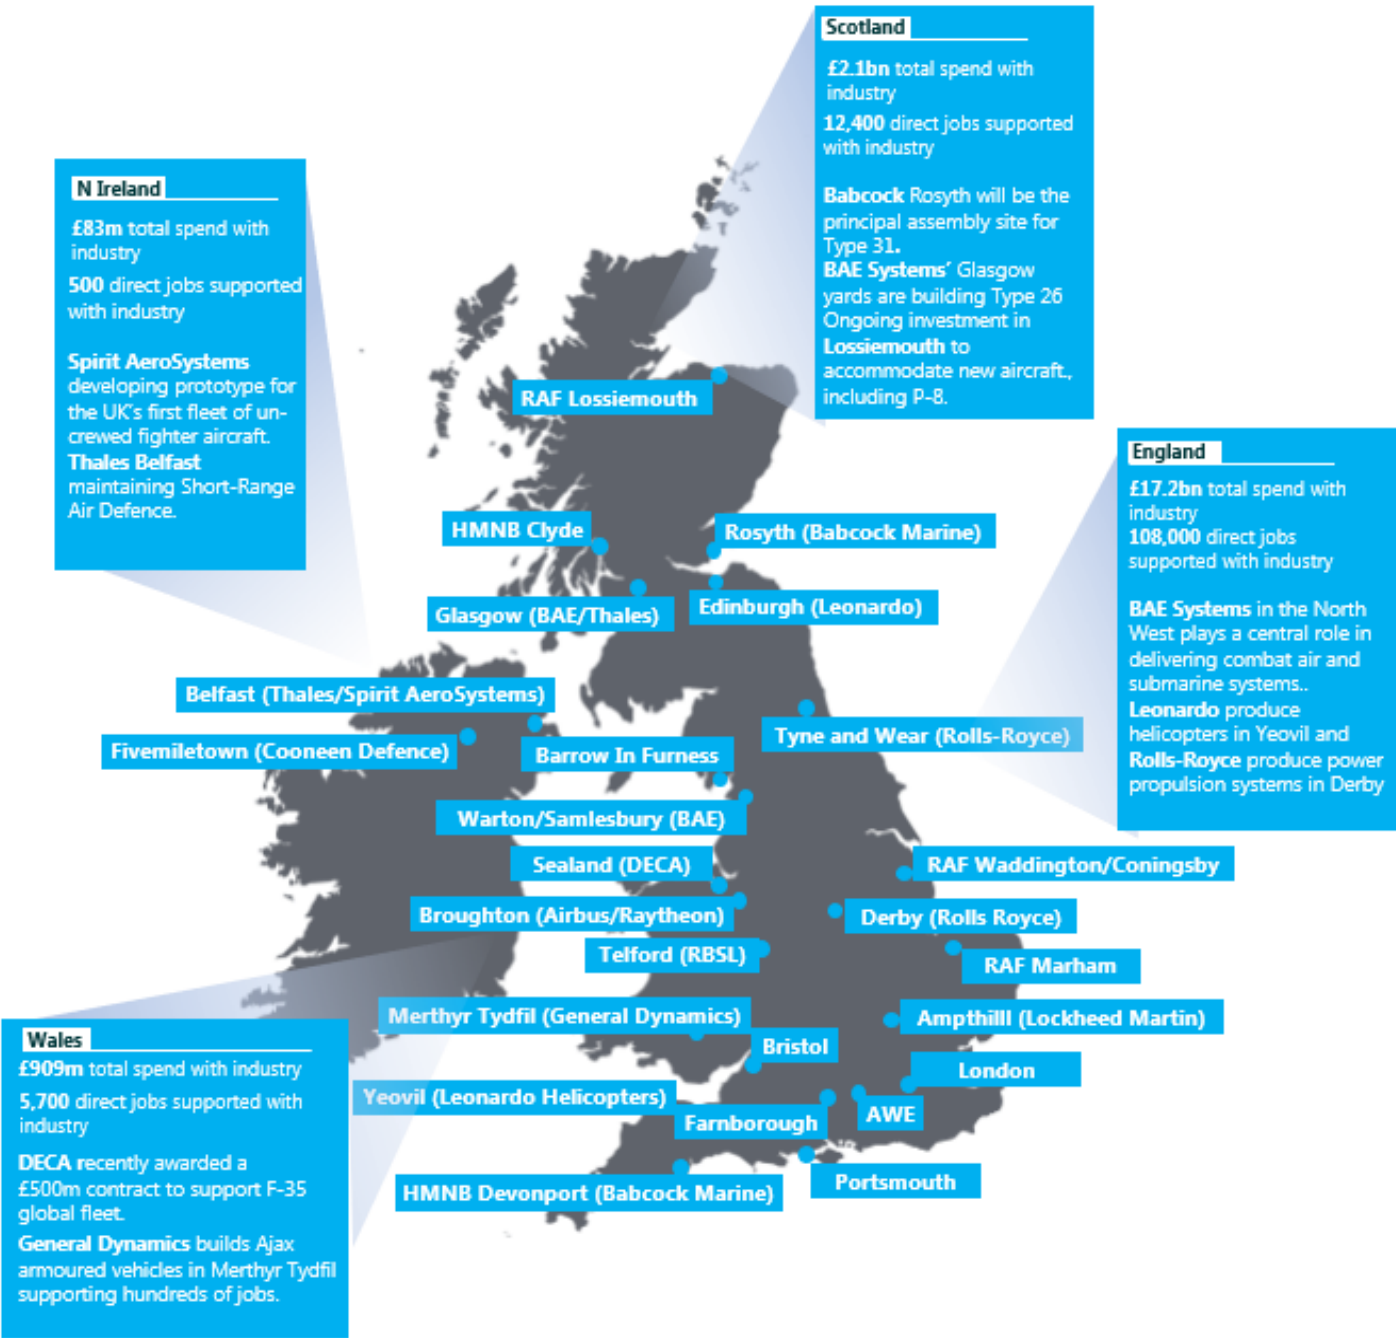 Scotland
£2.1bn total spend with
industry
12,400 direct jobs supported
with industry
Babcock Rosyth will be the
principal assembly site for
Type 31.
BAE Systems' Glasgow
yards are building Type 26
Ongoing investment in
Lossiemouth to
accommodate new aircraft.,
including P-8.
N Ireland
£83m total spend with
industry
500 direct jobs supported
with industry
Spirit AeroSystems
developing prototype for
the UK's first fleet of un-
crewed fighter aircraft.
Thales Belfast
maintaining Short-Range
Air Defence.
England
£17.2bn total spend with
industry
108,000 direct jobs
supported with industry
BAE Systems in the North
West plays a central role in
delivering combat air and
submarine systems..
Leonardo produce
helicopters in Yeovil and
Rolls-Royce produce power
propulsion systems in Derby
RAF Lossiemouth
HMNB Clyde
Rosyth (Babcock Marine)
Glasgow (BAE/Thales)
Edinburgh (Leonardo)
Belfast (Thales/Spirit AeroSystems)
Fivemiletown (Cooneen Defence)
Barrow In Furness
Tyne and Wear (Rolls-Royce)
Warton/Samlesbury (BAE)
Sealand (DECA)
RAF Waddington/Coningsby
Broughton (Airbus/Raytheon)
Derby (Rolls Royce)
Telford (RBSL)
RAF Marham
Merthyr Tydfil (General Dynamics)
Ampthilll (Lockheed Martin)
Bristol
London
Yeovil (Leonardo Helicopters)
Farnborough
AWE
HMNB Devonport (Babcock Marine)
Portsmouth
Wales
£909m total spend with industry
5,700 direct jobs supported with
industry
DECA recently awarded a
£500m contract to support F-35
global fleet.
General Dynamics builds Ajax
armoured vehicles in Merthyr Tydfil
supporting hundreds of jobs.